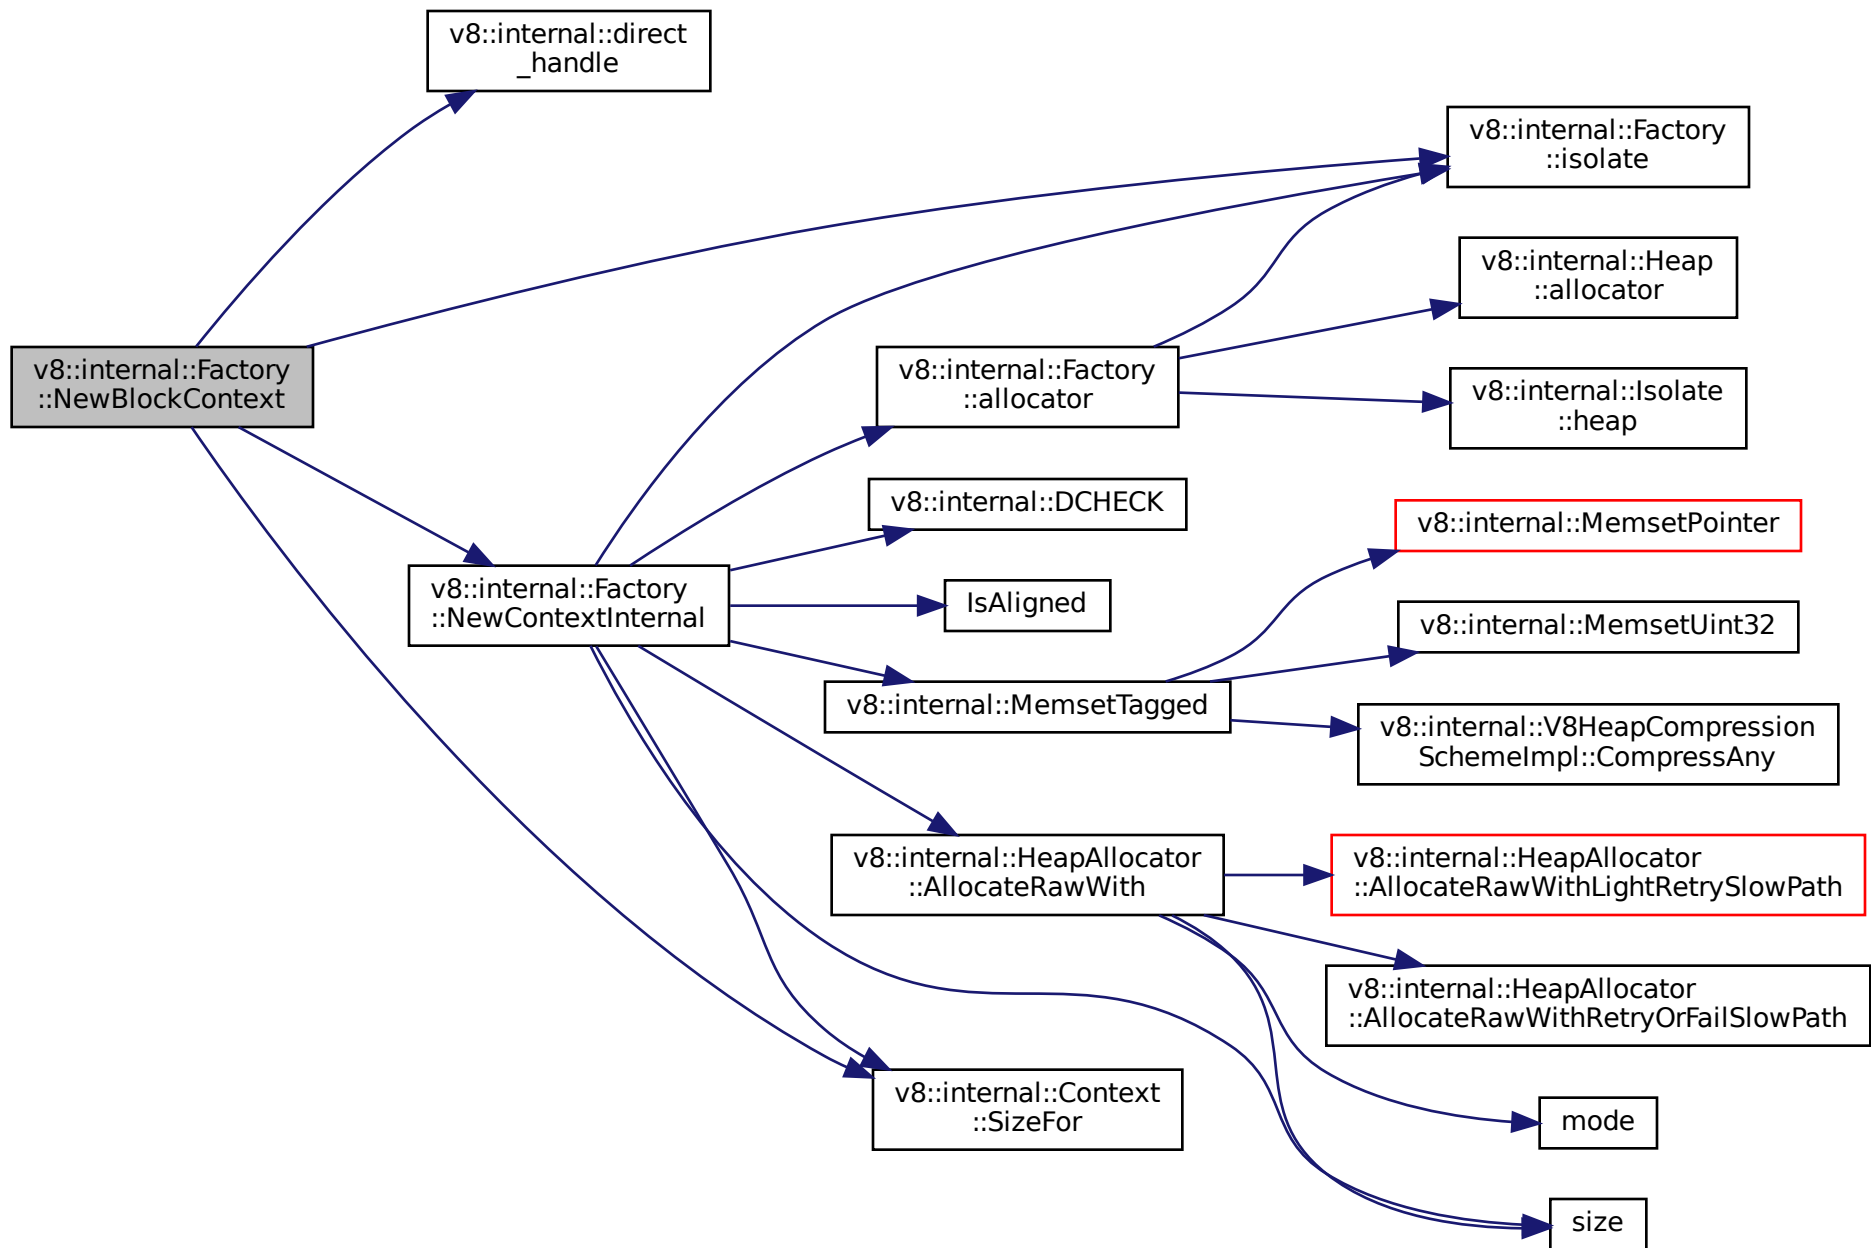 v8::internal::direct
_handle
v8::internal::Factory
::isolate
v8::internal::Heap
::allocator
v8::internal::Factory
::NewBlockContext
v8::internal::Factory
::allocator
v8::internal::Isolate
::heap
v8::internal::DCHECK
v8::internal::MemsetPointer
v8::internal::Factory
::NewContextInternal
IsAligned
v8::internal::MemsetUint32
v8::internal::MemsetTagged
v8::internal::V8HeapCompression
SchemeImpl::CompressAny
v8::internal::HeapAllocator
::AllocateRawWith
v8::internal::HeapAllocator
::AllocateRawWithLightRetrySlowPath
v8::internal::HeapAllocator
::AllocateRawWithRetryOrFailSlowPath
v8::internal::Context
::SizeFor
mode
size